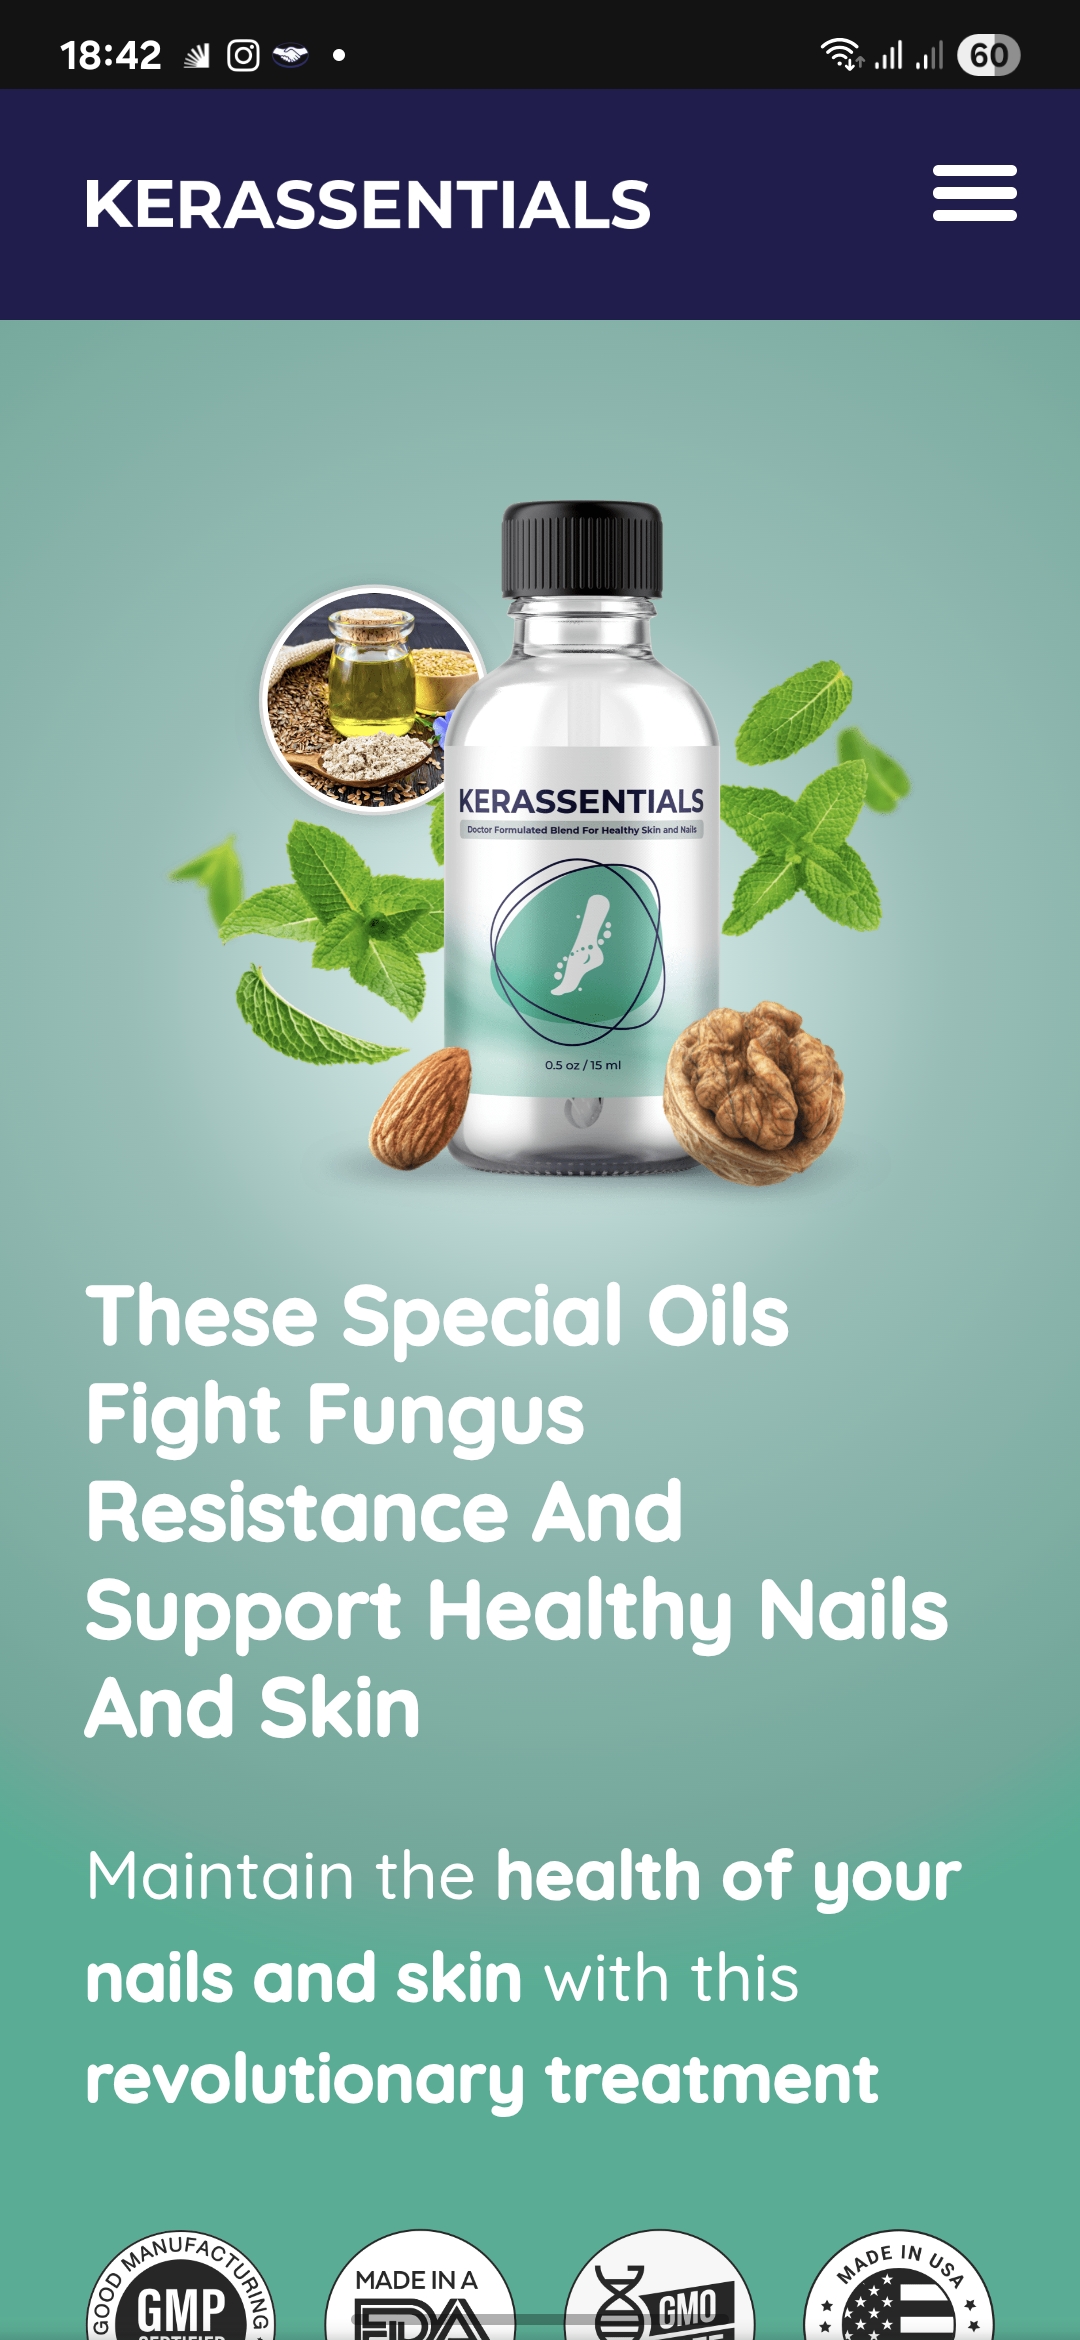 18:42
60
KERASSENTIALS
KERASSENTIALS
Doctor Formulated Blend For Healthy Skin and Nails
0.5 oz / 15 ml
These Special Oils
Fight Fungus
Resistance And
Support Healthy Nails
And Skin
Maintain the health of your
nails and skin with this
revolutionary treatment
GOOD MANUFACTURING
GMP
MADE IN A
FDA
GMO
MADE IN USA